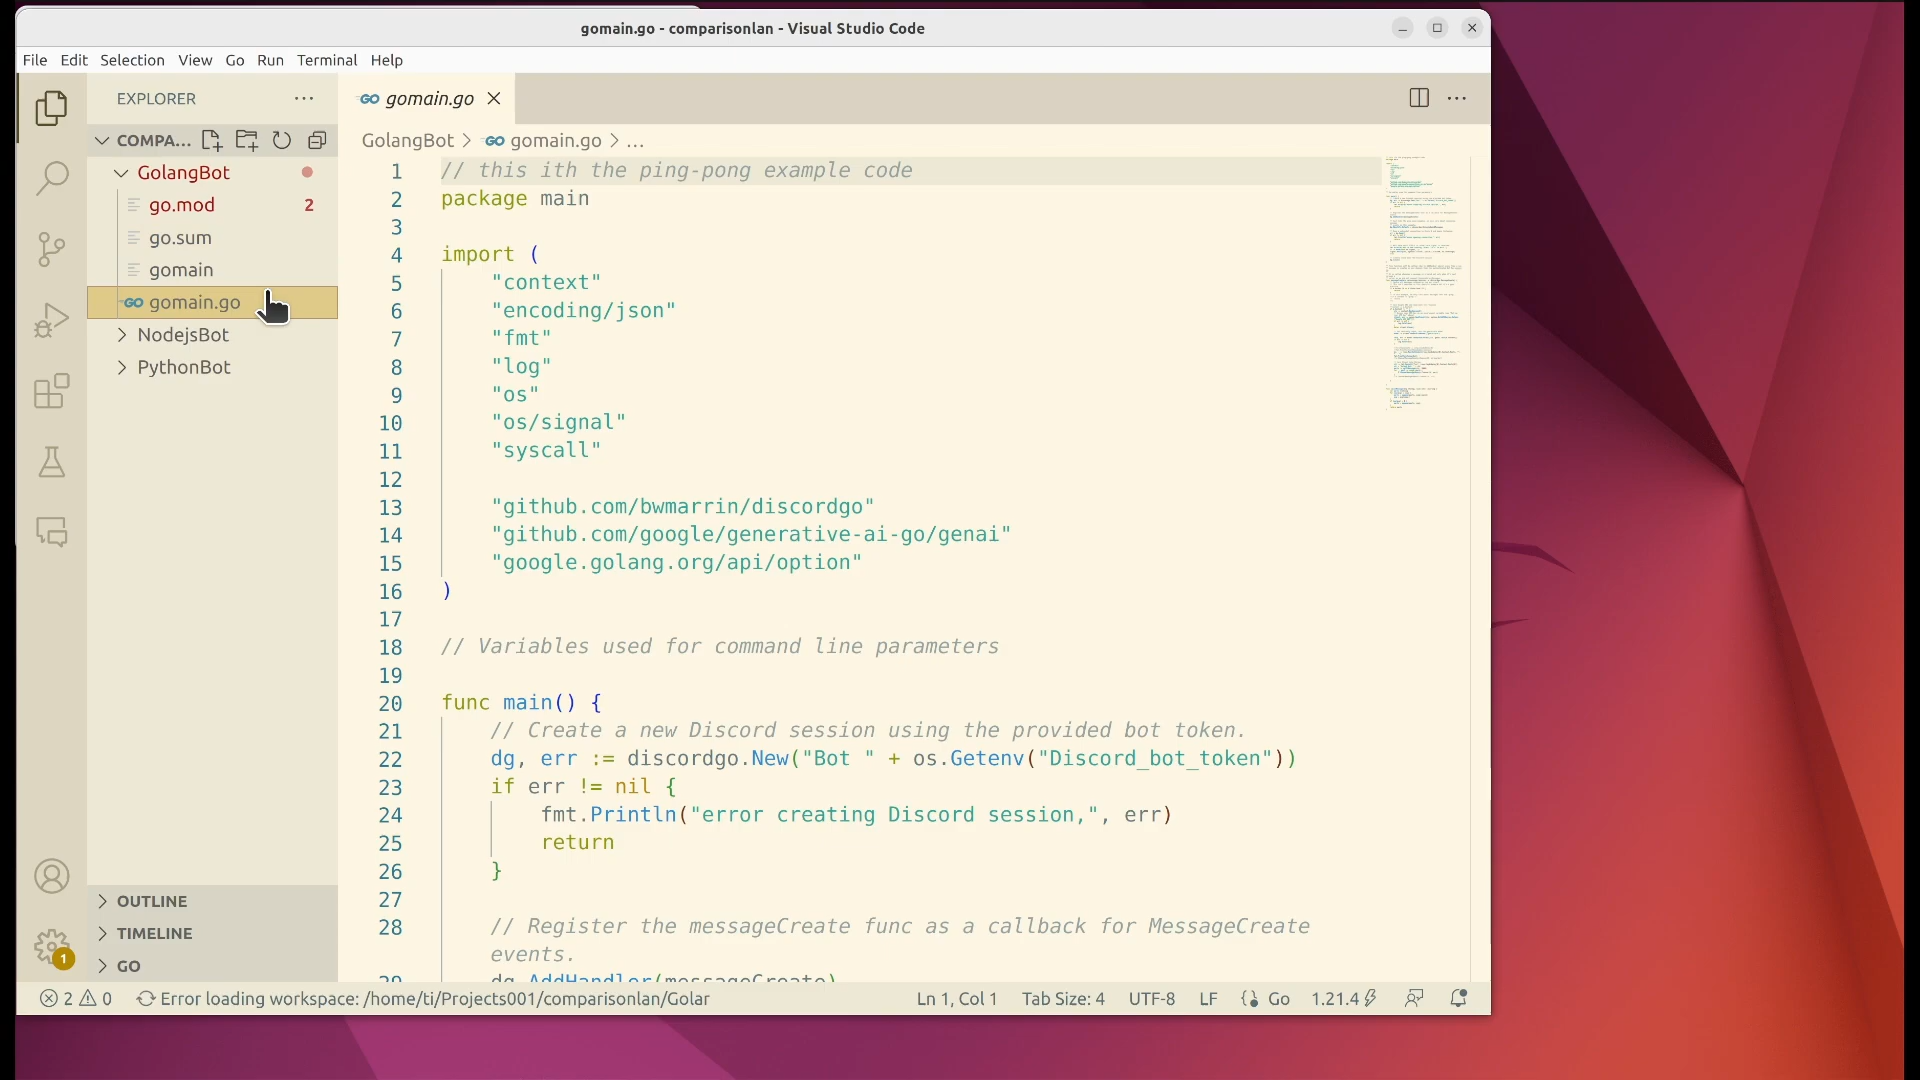 gomain.go - comparisonlan - Visual Studio Code
File Edit Selection View Go Run Terminal Help
EXPLORER
COMPA...
GolangBot
go.mod 2
go.sum
gomain
GO gomain.go
NodejsBot
PythonBot
OUTLINE
TIMELINE
GO
1
GO gomain.go
GolangBot > GO gomain.go > ...
1 // this ith the ping-pong example code
2 package main
3
4 import (
5 "context"
6 "encoding/json"
7 "fmt"
8 "log"
9 "os"
10 "os/signal"
11 "syscall"
12
13 "github.com/bwmarrin/discordgo"
14 "github.com/google/generative-ai-go/genai"
15 "google.golang.org/api/option"
16 )
17
18 // Variables used for command line parameters
19
20 func main() {
21 // Create a new Discord session using the provided bot token.
22 dg, err := discordgo.New("Bot " + os.Getenv("Discord_bot_token"))
23 if err != nil {
24 fmt.Println("error creating Discord session,", err)
25 return
26 }
27
28 // Register the messageCreate func as a callback for MessageCreate
events.
29 dg.AddHandler(messageCreate)
2 0 Error loading workspace: /home/ti/Projects001/comparisonlan/Golar Ln 1, Col 1 Tab Size: 4 UTF-8 LF Go 1.21.4